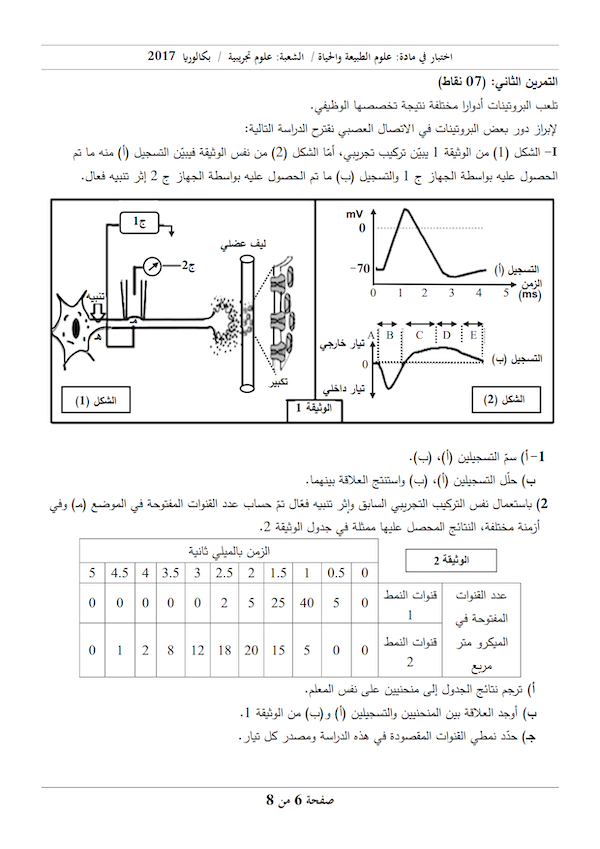 اختبار في مادة: علوم الطبيعة والحياة / الشعبة: علوم تجريبية / بكالوريا 2017
التمرين الثاني: (07 نقاط)
تلعب البروتينات أدوارا مختلفة نتيجة تخصصها الوظيفي.
لإبراز دور بعض البروتينات في الاتصال العصبي نقترح الدراسة التالية:
I- الشكل (1) من الوثيقة 1 يبيّن تركيب تجريبي، أمّا الشكل (2) من نفس الوثيقة فيبيّن التسجيل (أ) منه ما تم
الحصول عليه بواسطة الجهاز ج 1 والتسجيل (ب) ما تم الحصول عليه بواسطة الجهاز ج 2 إثر تنبيه فعال.
ج1
ج2
ليف عضلي
تنبيه
هـ
تكبير
الشكل (1)
mV
0
-70
التسجيل (أ)
الزمن
(ms)
0 1 2 3 4 5
A B C D E
تيار خارجي
0
تيار داخلي
التسجيل (ب)
الشكل (2)
الوثيقة 1
1- أ) سمّ التسجيلين (أ)، (ب).
ب) حلّل التسجيلين (أ)، (ب) واستنتج العلاقة بينهما.
2) باستعمال نفس التركيب التجريبي السابق وإثر تنبيه فعّال تمّ حساب عدد القنوات المفتوحة في الموضع (هـ) وفي
أزمنة مختلفة، النتائج المحصل عليها ممثلة في جدول الوثيقة 2.
الوثيقة 2
الزمن بالميلي ثانية
0 0.5 1 1.5 2 2.5 3 3.5 4 4.5 5
عدد القنوات المفتوحة في الميكرو متر مربع
قنوات النمط 1 0 5 40 25 5 2 0 0 0 0 0
قنوات النمط 2 0 0 5 15 20 18 12 8 2 1 0
أ) ترجم نتائج الجدول إلى منحنيين على نفس المعلم.
ب) أوجد العلاقة بين المنحنيين والتسجيلين (أ) و(ب) من الوثيقة 1.
جـ) حدّد نمطي القنوات المقصودة في هذه الدراسة ومصدر كل تيار.
صفحة 6 من 8